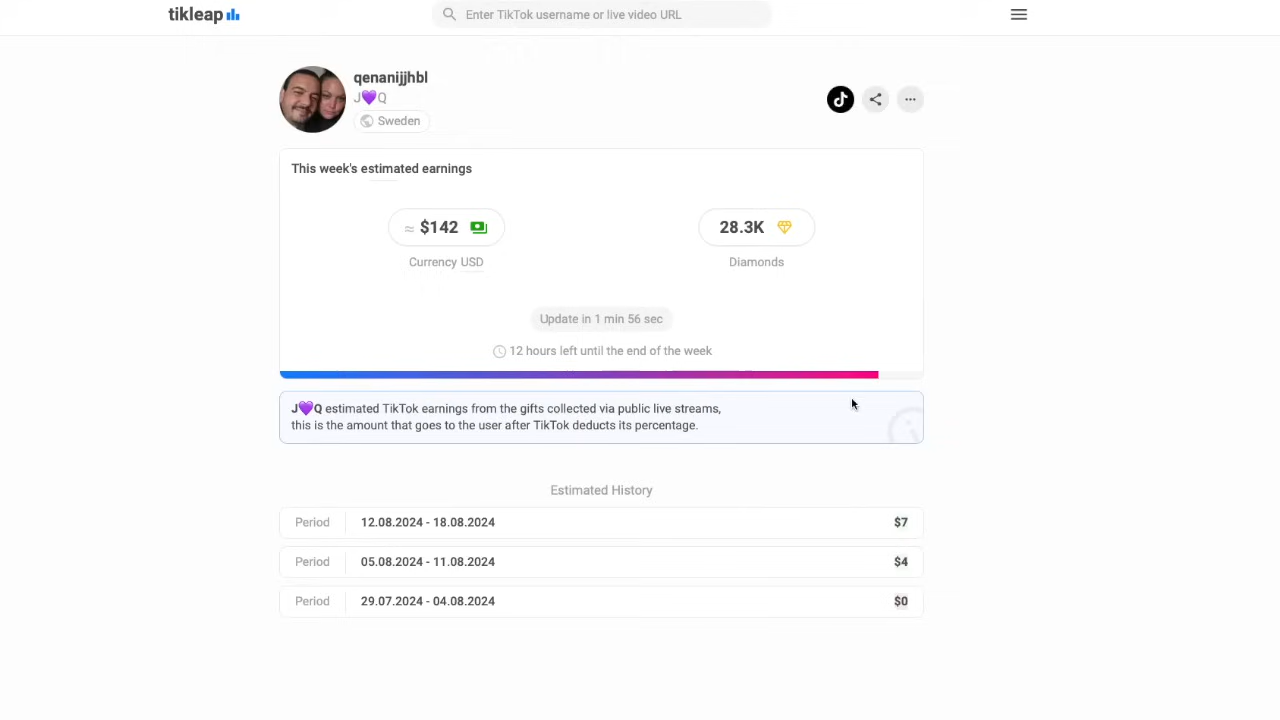 tikleap
Enter TikTok username or live video URL
qenanijjhbl
J💜Q
Sweden
This week's estimated earnings
≈ $142
28.3K
Currency USD
Diamonds
Update in 1 min 56 sec
12 hours left until the end of the week
J💜Q estimated TikTok earnings from the gifts collected via public live streams,
this is the amount that goes to the user after TikTok deducts its percentage.
Estimated History
Period 12.08.2024 - 18.08.2024 $7
Period 05.08.2024 - 11.08.2024 $4
Period 29.07.2024 - 04.08.2024 $0